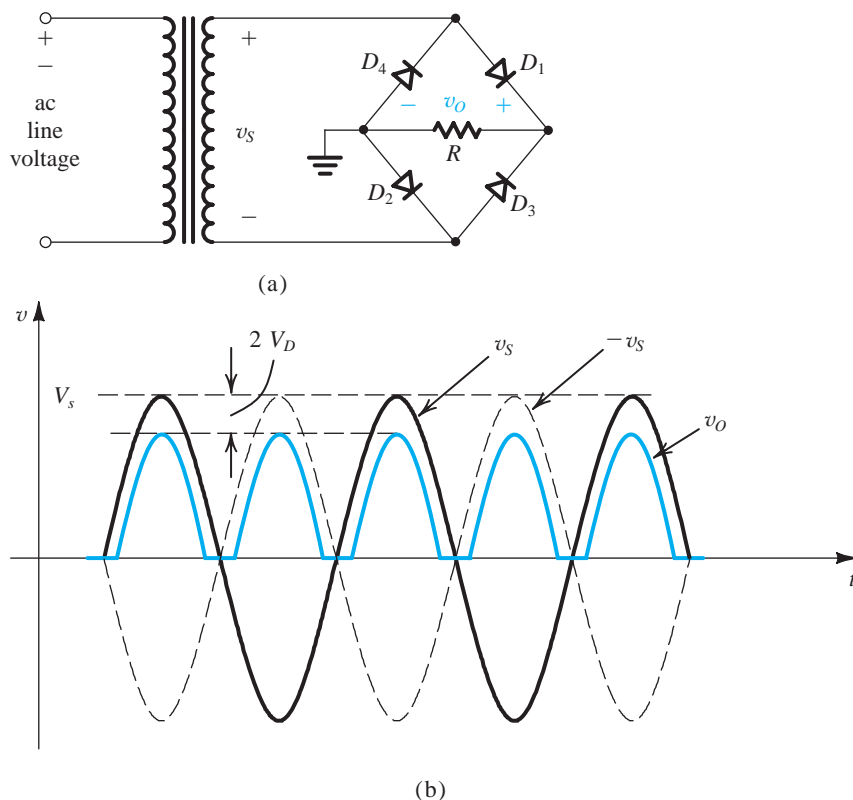 +
−
ac
line
voltage
+
v_S
−
D_4
D_1
− v_O +
R
D_2
D_3
(a)
v
2 V_D
v_S
−v_S
V_s
v_O
t
(b)